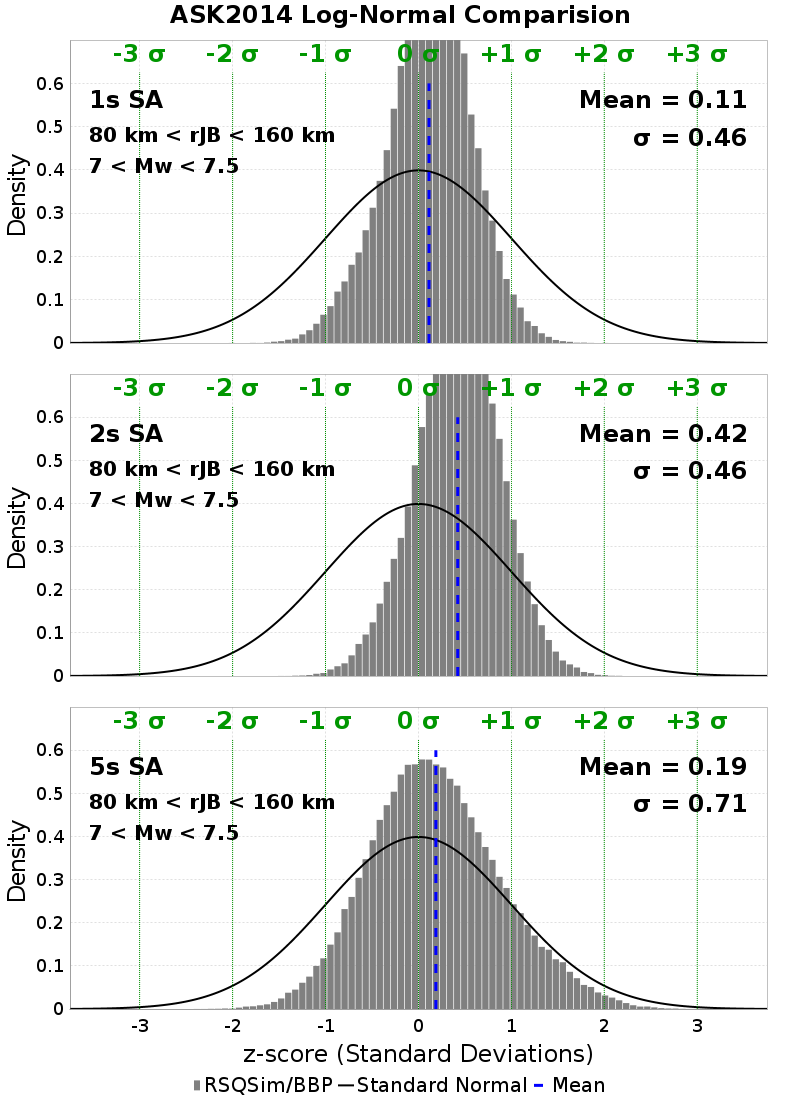 ASK2014 Log-Normal Comparision
-3 σ -2 σ -1 σ 0 σ +1 σ +2 σ +3 σ
1s SA
80 km < rJB < 160 km
7 < Mw < 7.5
Mean = 0.11
σ = 0.46
Density
0.6
0.5
0.4
0.3
0.2
0.1
0
-3 σ -2 σ -1 σ 0 σ +1 σ +2 σ +3 σ
2s SA
80 km < rJB < 160 km
7 < Mw < 7.5
Mean = 0.42
σ = 0.46
Density
0.6
0.5
0.4
0.3
0.2
0.1
0
-3 σ -2 σ -1 σ 0 σ +1 σ +2 σ +3 σ
5s SA
80 km < rJB < 160 km
7 < Mw < 7.5
Mean = 0.19
σ = 0.71
Density
0.6
0.5
0.4
0.3
0.2
0.1
0
-3 -2 -1 0 1 2 3
z-score (Standard Deviations)
RSQSim/BBP Standard Normal Mean